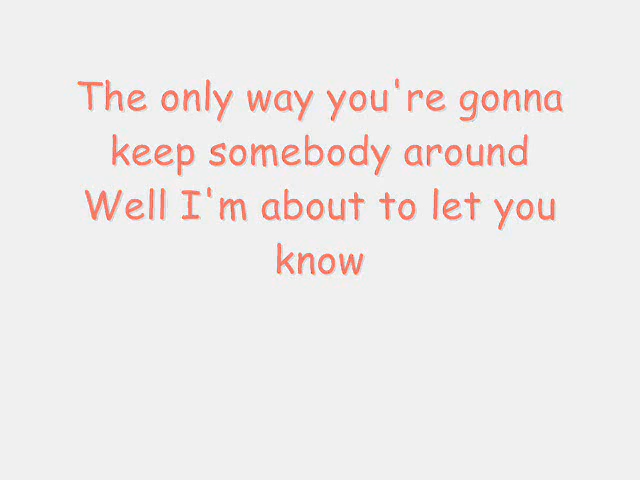 The only way you're gonna
keep somebody around
Well I'm about to let you
know